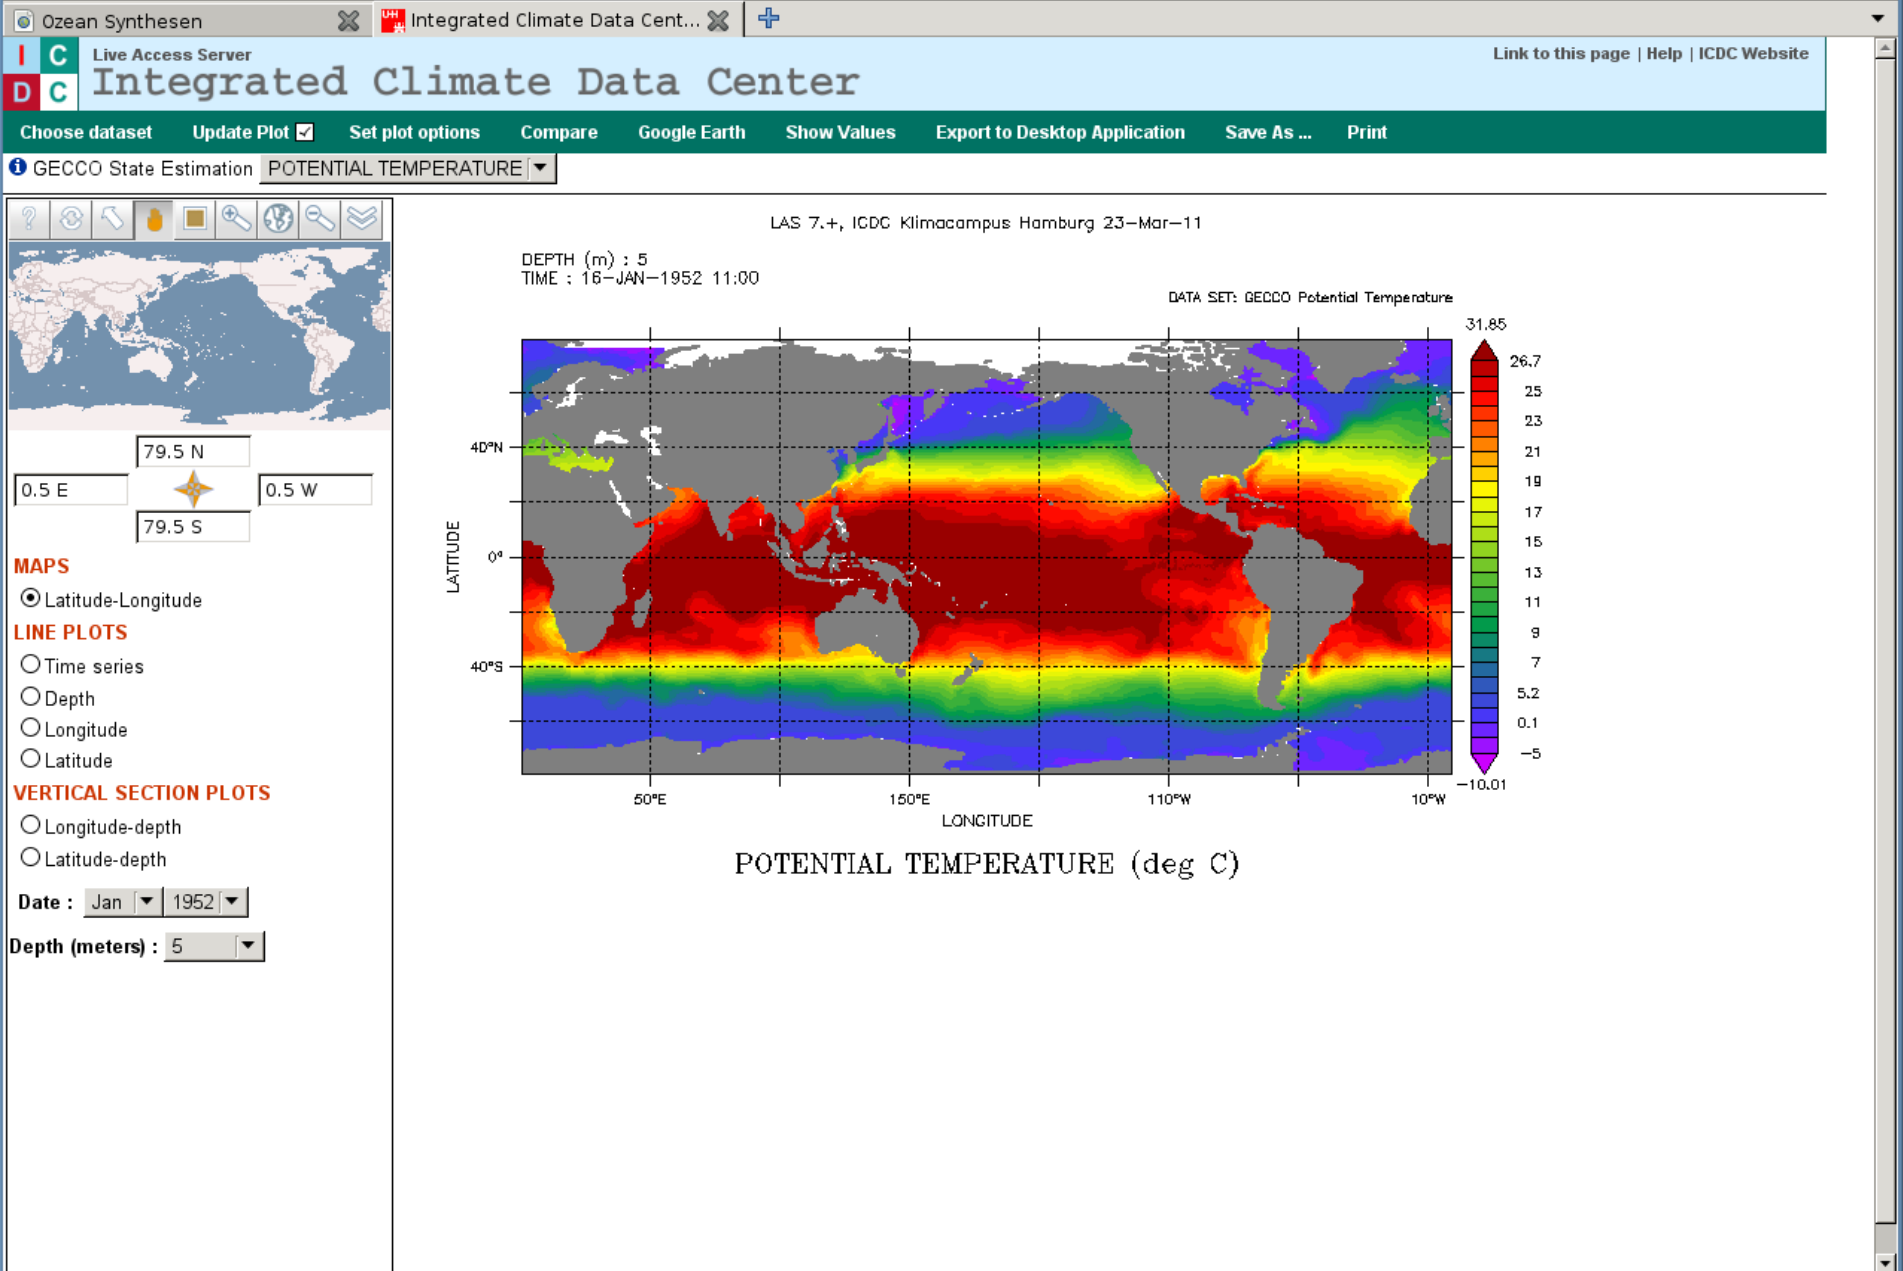 Ozean Synthesen
Integrated Climate Data Cent...
I C
D C
Live Access Server
Integrated Climate Data Center
Link to this page | Help | ICDC Website
Choose dataset Update Plot Set plot options Compare Google Earth Show Values Export to Desktop Application Save As ... Print
GECCO State Estimation POTENTIAL TEMPERATURE
79.5 N
0.5 E 0.5 W
79.5 S
MAPS
Latitude-Longitude
LINE PLOTS
Time series
Depth
Longitude
Latitude
VERTICAL SECTION PLOTS
Longitude-depth
Latitude-depth
Date : Jan 1952
Depth (meters) : 5
LAS 7.+, ICDC Klimacampus Hamburg 23-Mar-11
DEPTH (m) : 5
TIME : 16-JAN-1952 11:00
DATA SET: GECCO Potential Temperature
LATITUDE
40°N
0°
40°S
50°E 150°E 110°W 10°W
LONGITUDE
31.85
26.7
25
23
21
19
17
15
13
11
9
7
5.2
0.1
-5
-10.01
POTENTIAL TEMPERATURE (deg C)